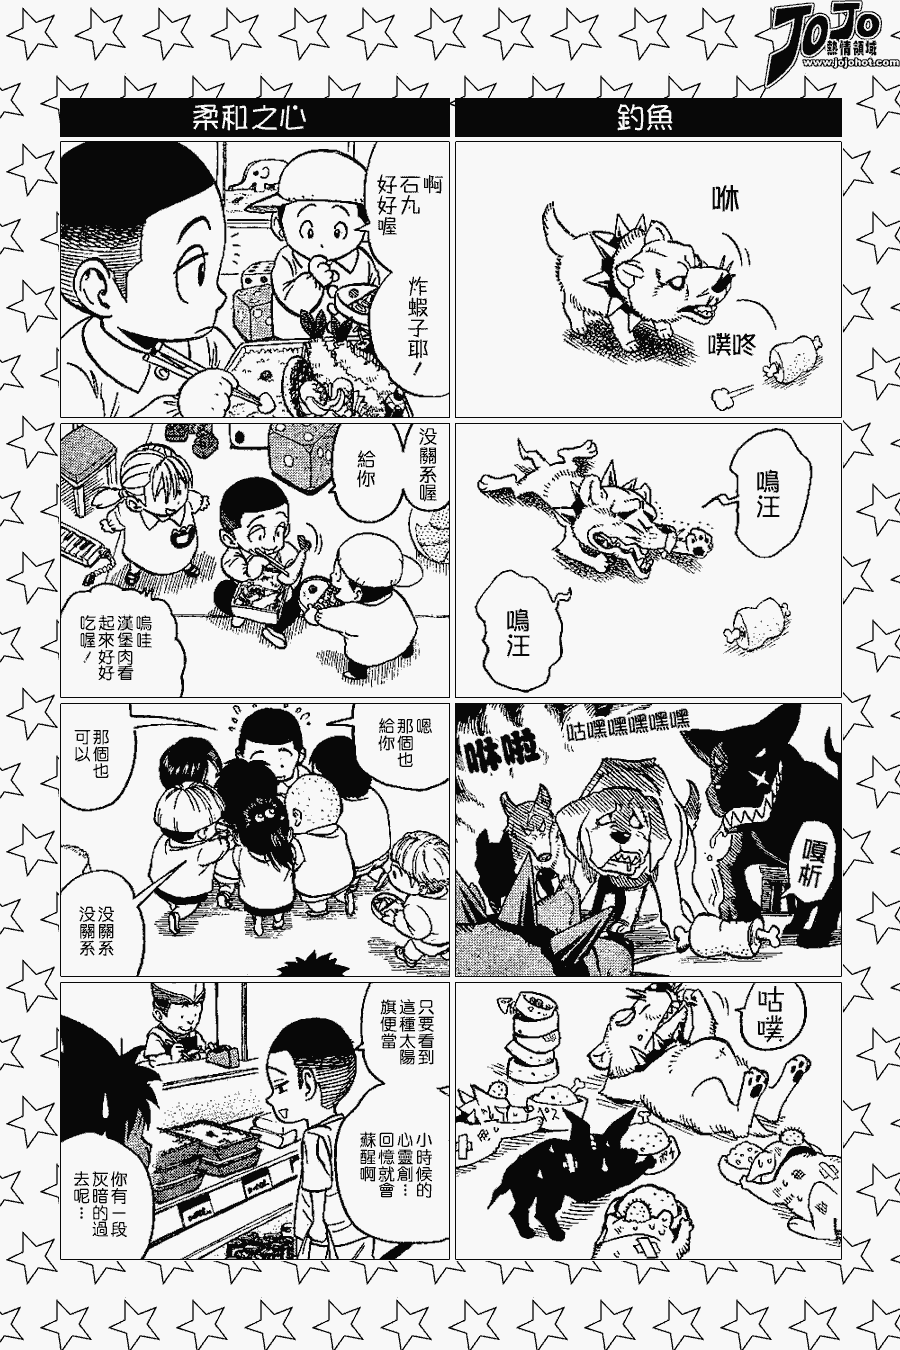 JOJO
熱情領域
www.jojohot.com
釣魚
咻
噗咚
嗚汪
嗚汪
咻啦
咕嘿嘿嘿嘿嘿
嘎析
咕噗
柔和之心
啊
石丸
好好喔
炸蝦子耶！
没關系喔
給你
嗚哇
漢堡肉看
起來好好
吃喔！
嗯
那個也
給你
那個也
可以
没關系
没關系
只要看到
這種太陽
旗便當
小時候的
心靈創…
回憶就會
蘇醒啊
你有一段
灰暗的過
去呢…